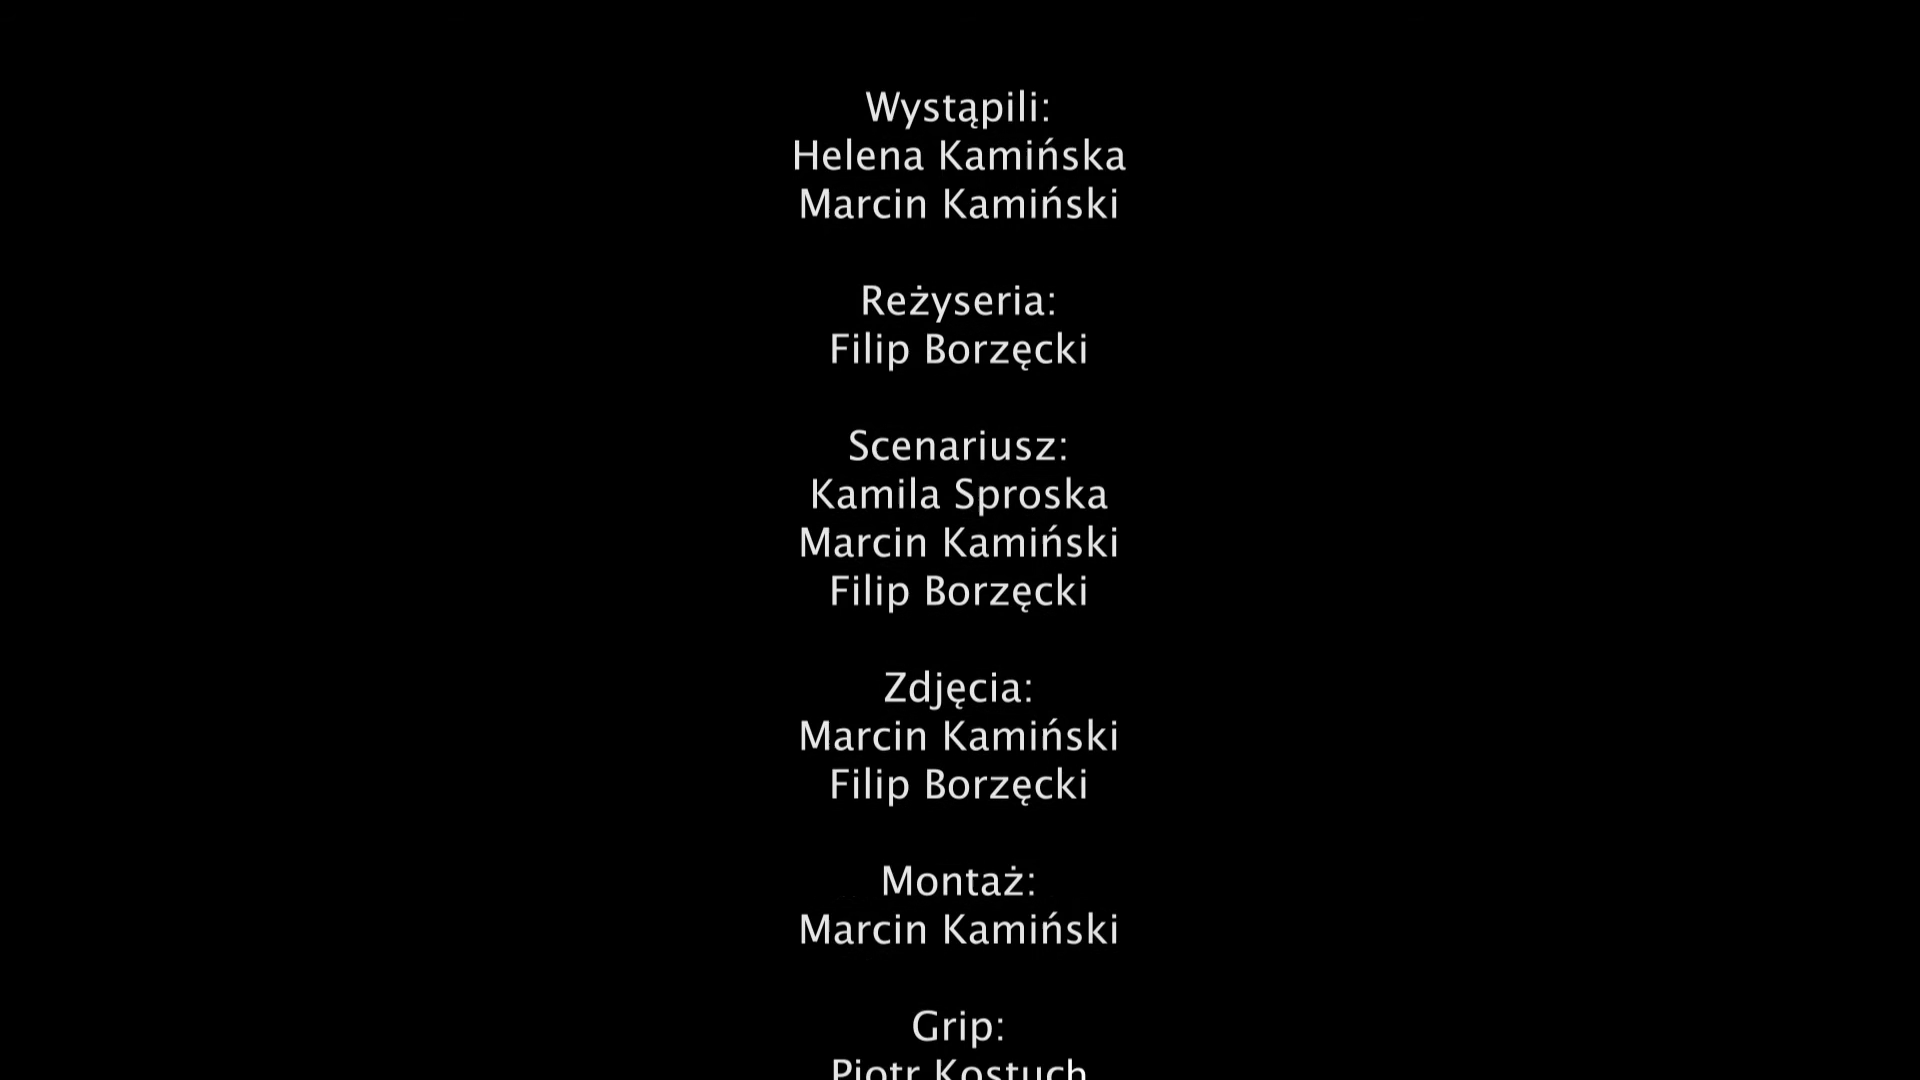 Wystąpili:
Helena Kamińska
Marcin Kamiński
Reżyseria:
Filip Borzęcki
Scenariusz:
Kamila Sproska
Marcin Kamiński
Filip Borzęcki
Zdjęcia:
Marcin Kamiński
Filip Borzęcki
Montaż:
Marcin Kamiński
Grip:
Piotr Kostuch